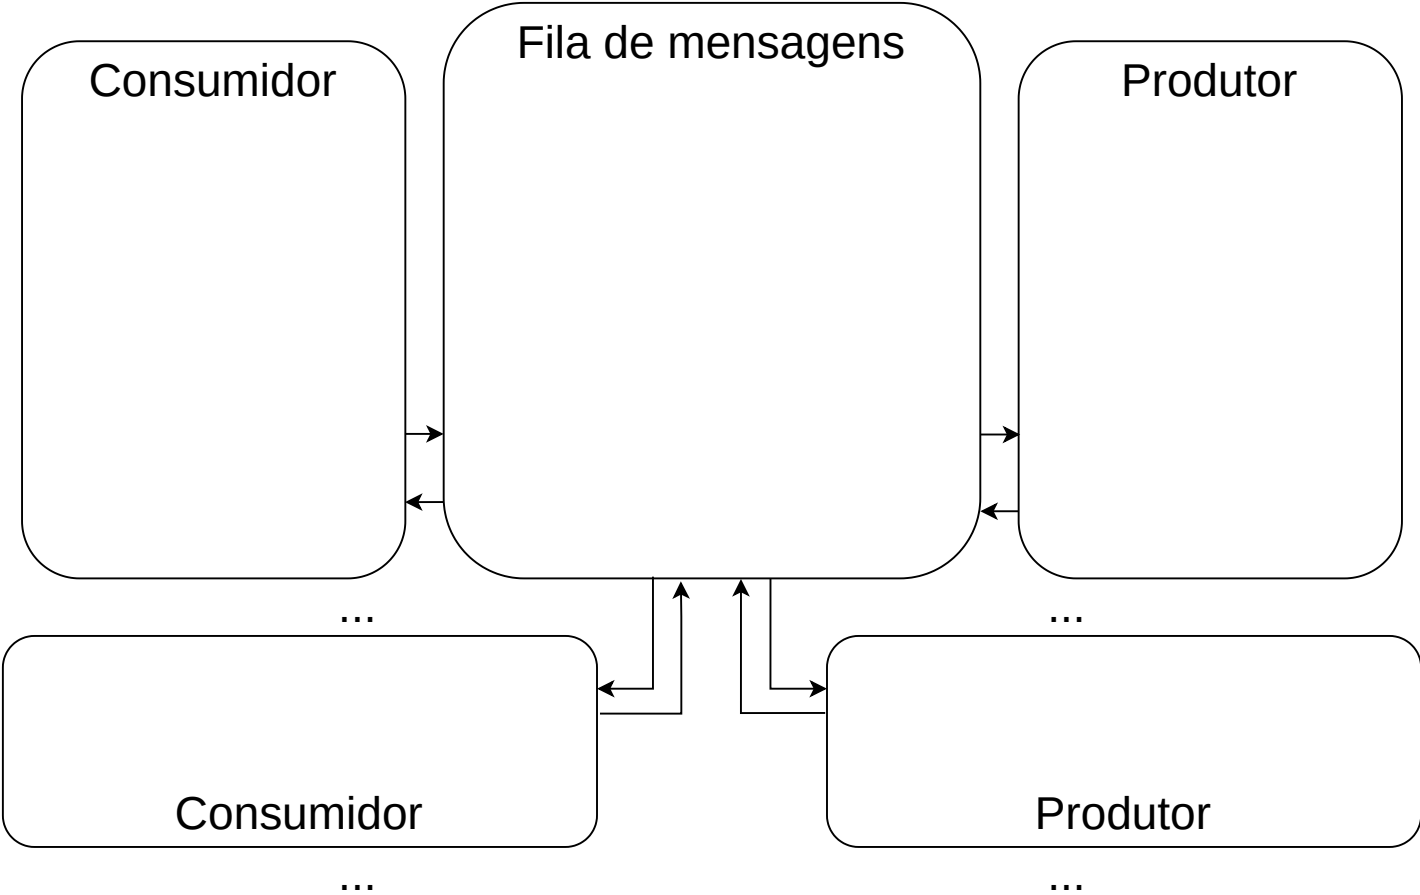 Fila de mensagens
Consumidor
Produtor
...
...
Consumidor
Produtor
...
...